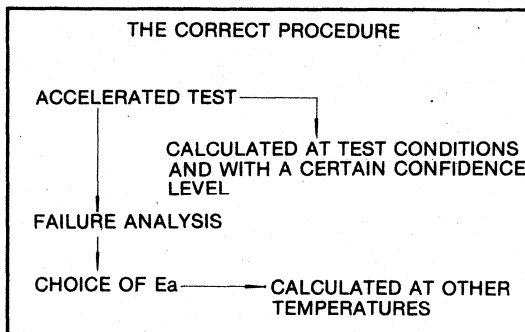 THE CORRECT PROCEDURE
ACCELERATED TEST
CALCULATED AT TEST CONDITIONS
AND WITH A CERTAIN CONFIDENCE
LEVEL
FAILURE ANALYSIS
CHOICE OF Ea
CALCULATED AT OTHER
TEMPERATURES